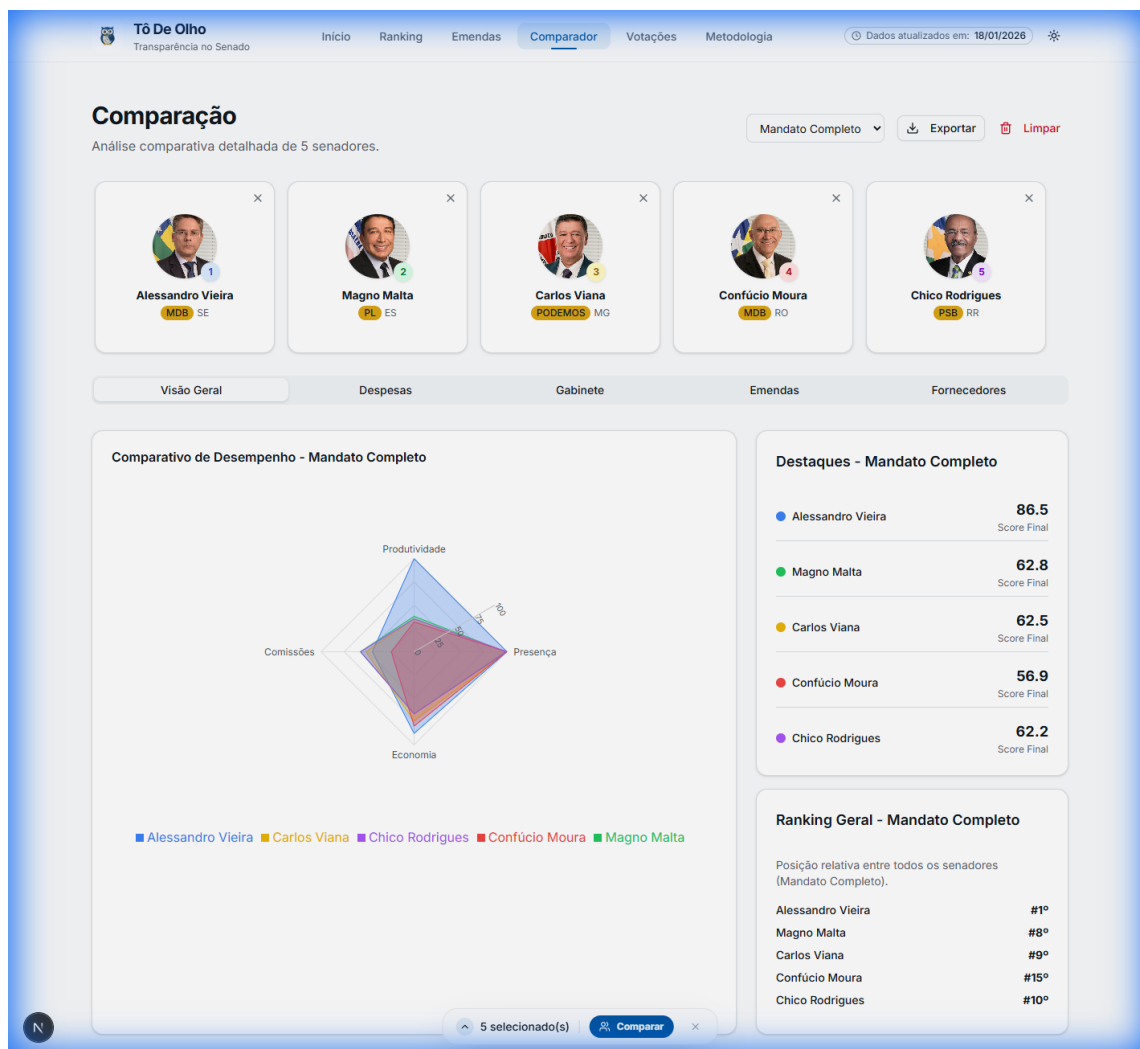 Tô De Olho
Transparência no Senado
Início
Ranking
Emendas
Comparador
Votações
Metodologia
Dados atualizados em: 18/01/2026
Comparação
Análise comparativa detalhada de 5 senadores.
Mandato Completo
Exportar
Limpar
1
Alessandro Vieira
MDB SE
2
Magno Malta
PL ES
3
Carlos Viana
PODEMOS MG
4
Confúcio Moura
MDB RO
5
Chico Rodrigues
PSB RR
Visão Geral
Despesas
Gabinete
Emendas
Fornecedores
Comparativo de Desempenho - Mandato Completo
Produtividade
Presença
Economia
Comissões
0
25
50
75
100
Alessandro Vieira
Carlos Viana
Chico Rodrigues
Confúcio Moura
Magno Malta
Destaques - Mandato Completo
Alessandro Vieira
86.5
Score Final
Magno Malta
62.8
Score Final
Carlos Viana
62.5
Score Final
Confúcio Moura
56.9
Score Final
Chico Rodrigues
62.2
Score Final
Ranking Geral - Mandato Completo
Posição relativa entre todos os senadores
(Mandato Completo).
Alessandro Vieira #1º
Magno Malta #8º
Carlos Viana #9º
Confúcio Moura #15º
Chico Rodrigues #10º
N
5 selecionado(s)
Comparar